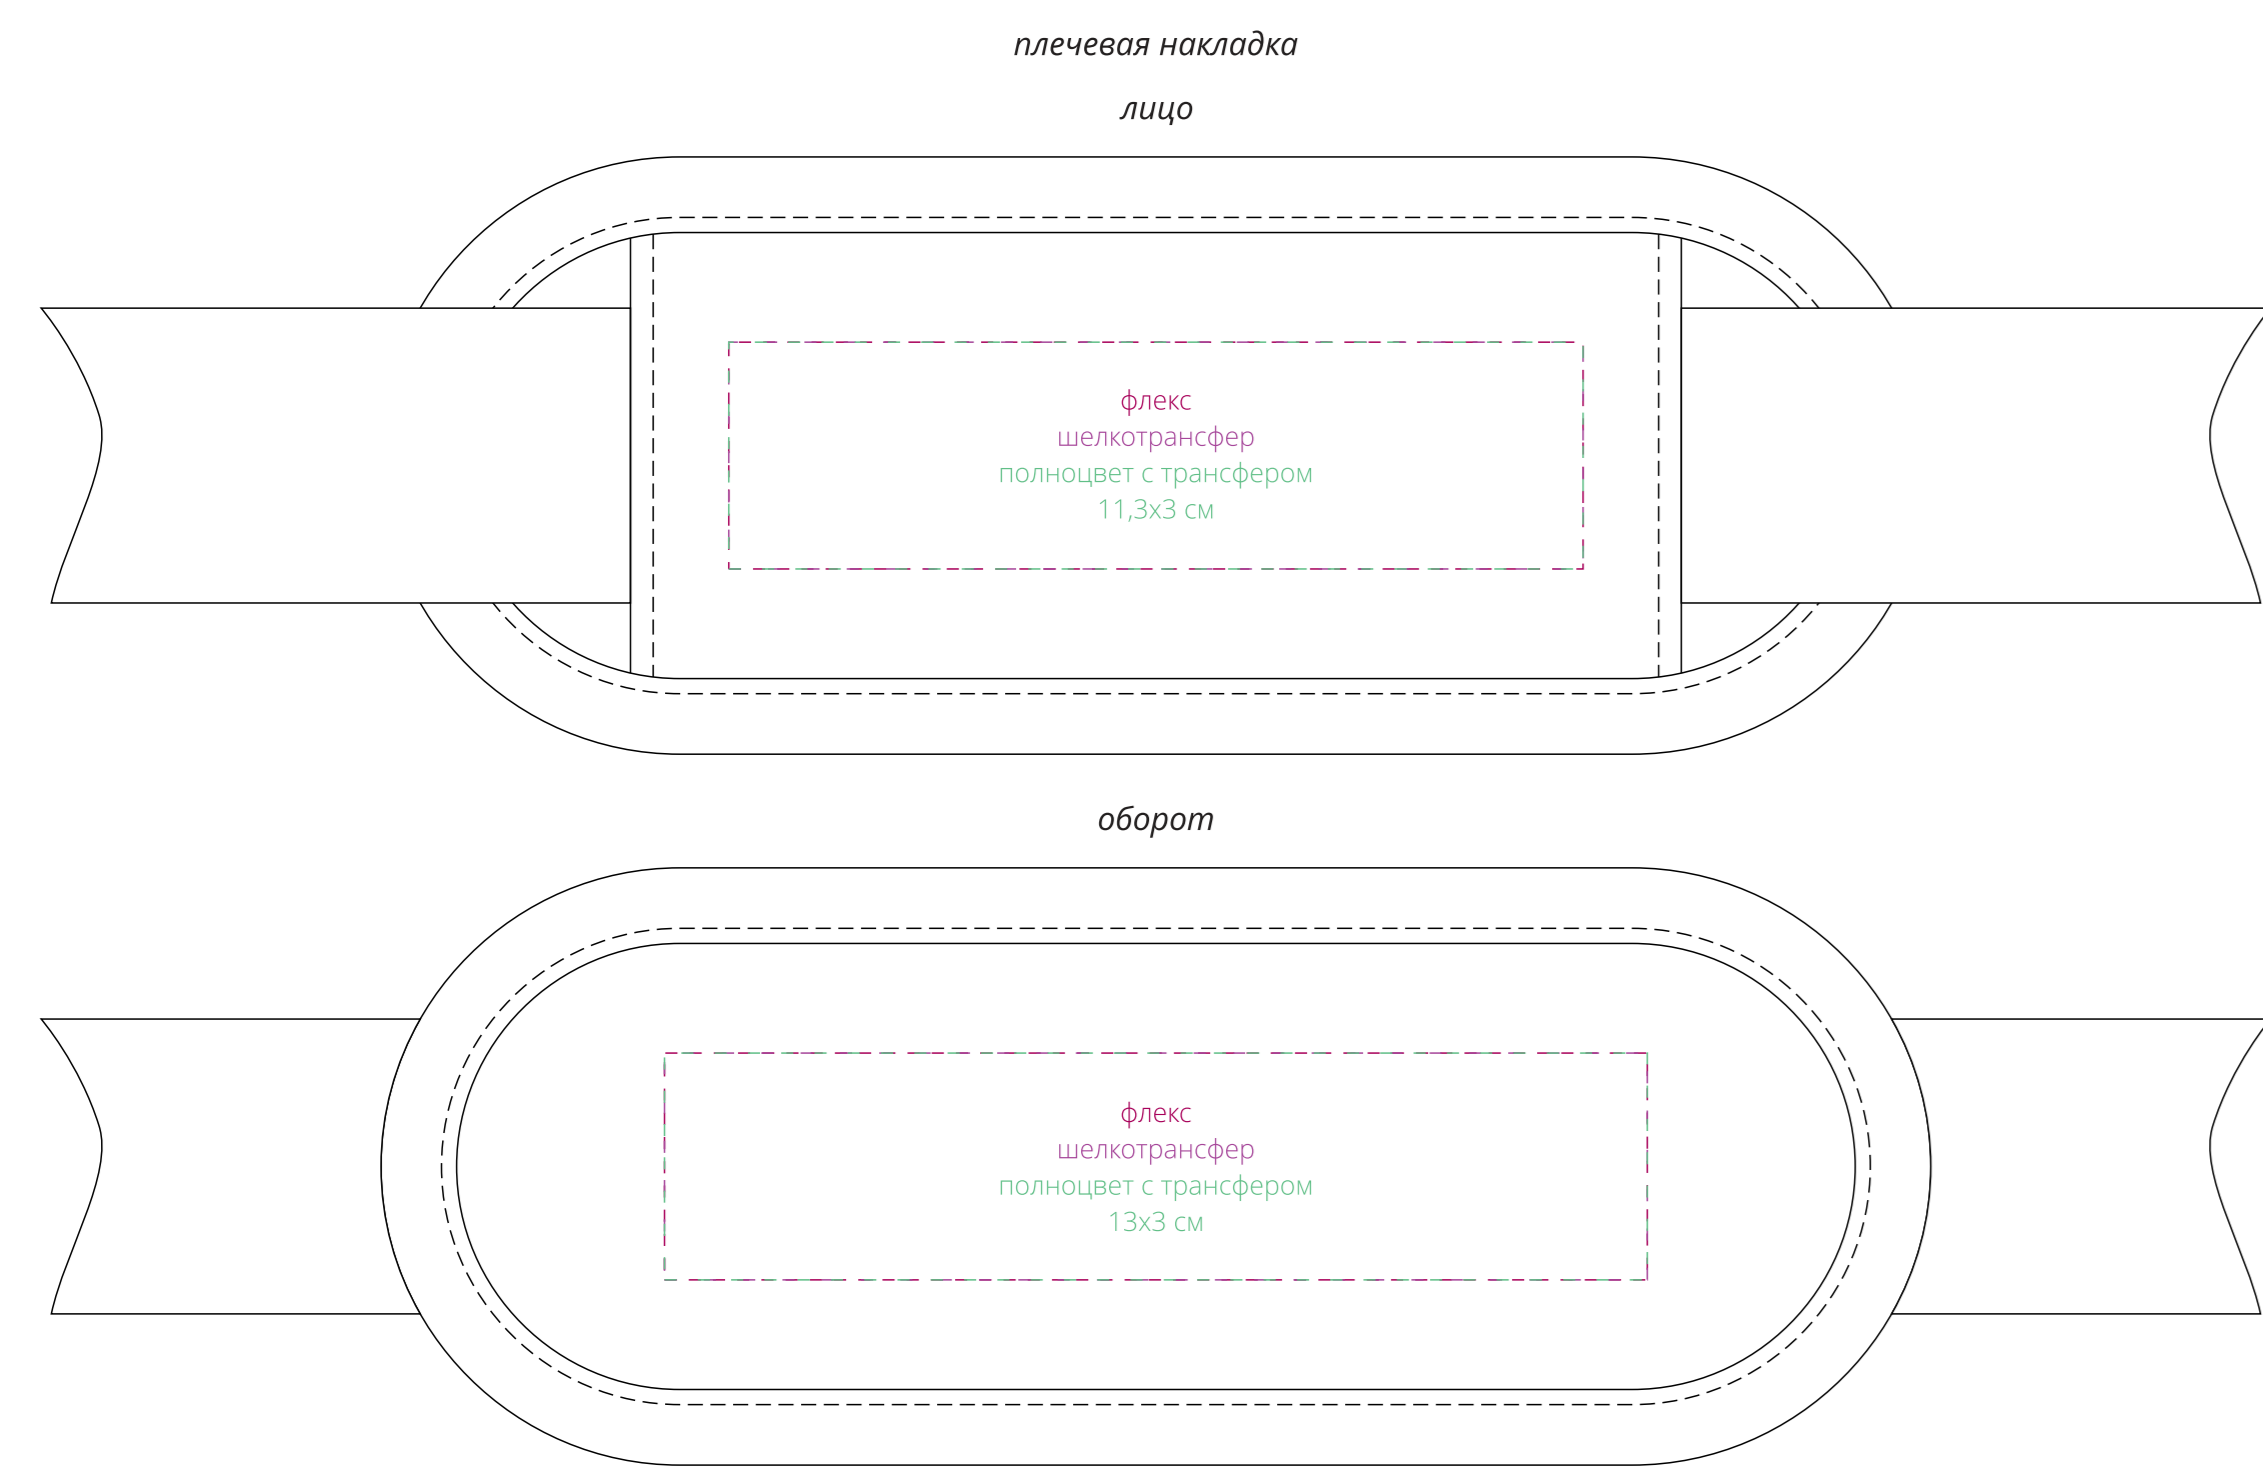 плечевая накладка
лицо
флекс
шелкотрансфер
полноцвет с трансфером
11,3х3 см
оборот
флекс
шелкотрансфер
полноцвет с трансфером
13х3 см